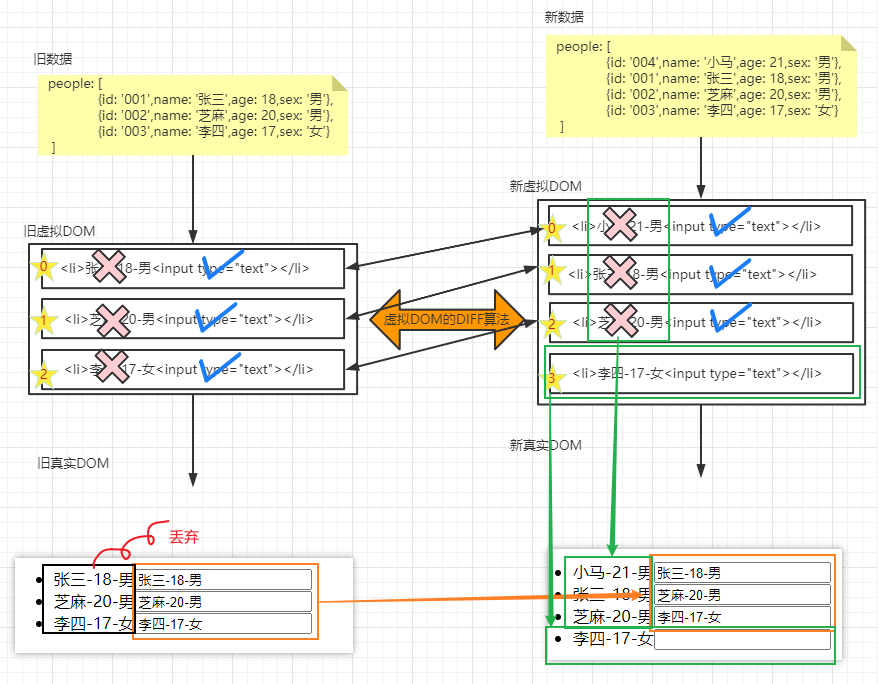 旧数据
people: [
{id: '001',name: '张三',age: 18,sex: '男'},
{id: '002',name: '芝麻',age: 20,sex: '男'},
{id: '003',name: '李四',age: 17,sex: '女'}
]
新数据
people: [
{id: '004',name: '小马',age: 21,sex: '男'},
{id: '001',name: '张三',age: 18,sex: '男'},
{id: '002',name: '芝麻',age: 20,sex: '男'},
{id: '003',name: '李四',age: 17,sex: '女'}
]
旧虚拟DOM
0 <li>张 18-男<input type="text"></li>
1 <li>芝 20-男<input type="text"></li>
2 <li>李 17-女<input type="text"></li>
虚拟DOM的DIFF算法
新虚拟DOM
0 <li>小 21-男<input type="text"></li>
1 <li>张 18-男<input type="text"></li>
2 <li>芝 20-男<input type="text"></li>
3 <li>李四-17-女<input type="text"></li>
旧真实DOM
丢弃
张三-18-男 张三-18-男
芝麻-20-男 芝麻-20-男
李四-17-女 李四-17-女
新真实DOM
小马-21-男 张三-18-男
张三-18-男 芝麻-20-男
芝麻-20-男 李四-17-女
李四-17-女